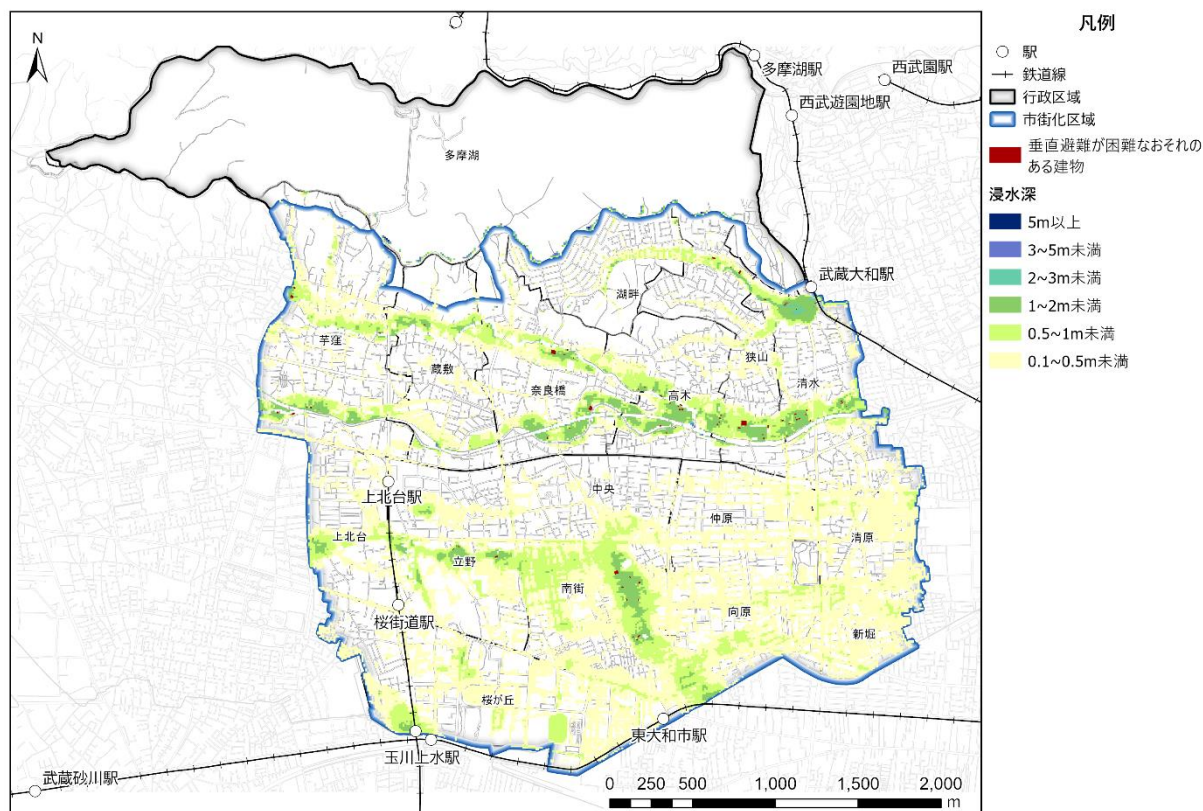 N
多摩湖駅
西武園駅
西武遊園地駅
多摩湖
武蔵大和駅
湖畔
芋窪
蔵敷
狭山
奈良橋
高木
清水
上北台駅
中央
仲原
上北台
清原
立野
南街
桜街道駅
向原
新堀
桜が丘
東大和市駅
玉川上水駅
武蔵砂川駅
0 250 500 1,000 1,500 2,000
m
凡例
駅
鉄道線
行政区域
市街化区域
垂直避難が困難なおそれの
ある建物
浸水深
5m以上
3~5m未満
2~3m未満
1~2m未満
0.5~1m未満
0.1~0.5m未満